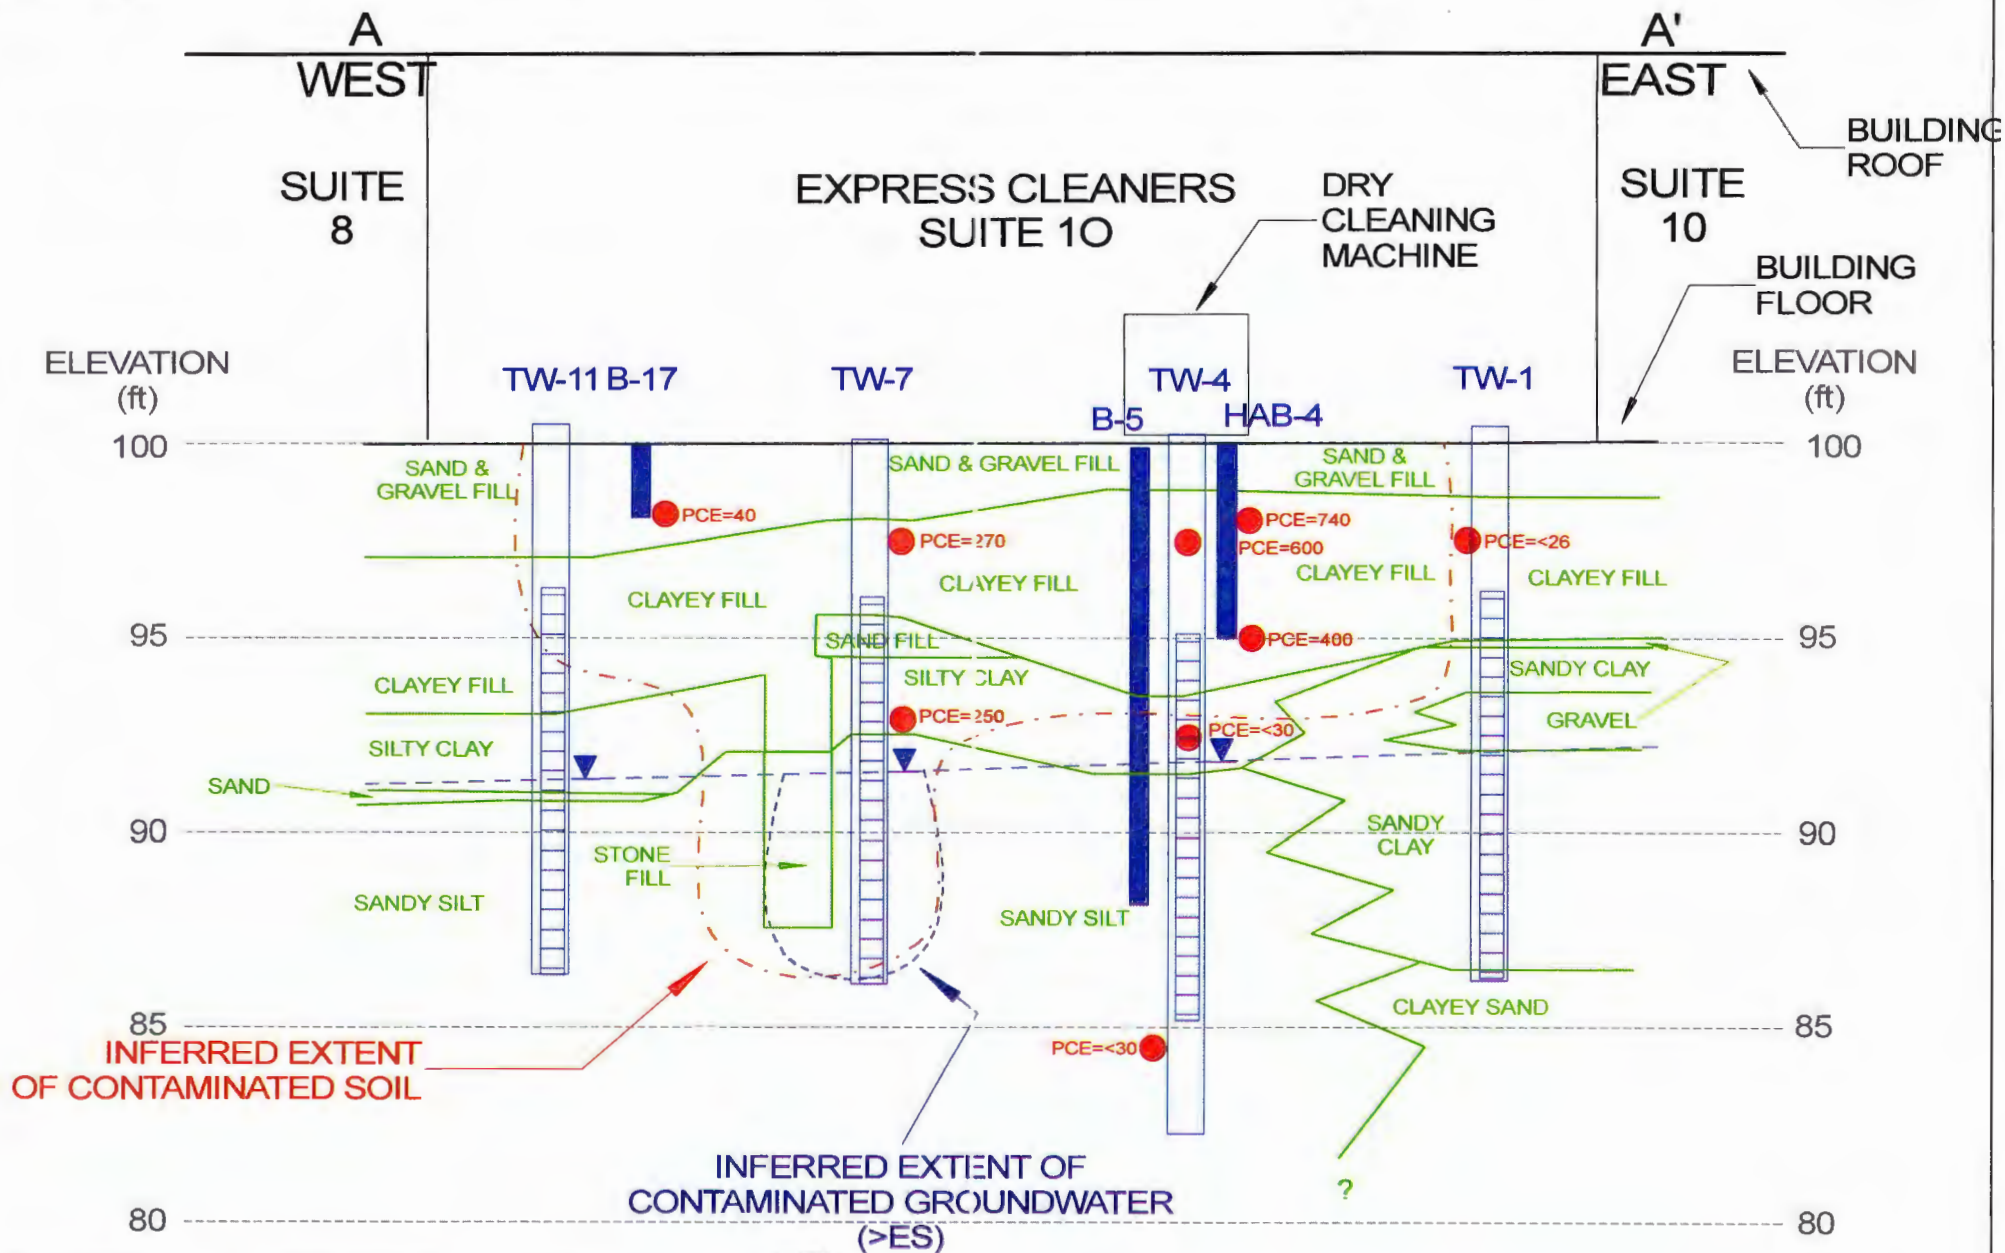 A
A'
WEST
EAST
BUILDING
ROOF
SUITE
8
EXPRESS CLEANERS
SUITE 1O
DRY
CLEANING
MACHINE
SUITE
10
BUILDING
FLOOR
ELEVATION
(ft)
ELEVATION
(ft)
TW-11 B-17
TW-7
TW-4
TW-1
B-5
HAB-4
100
100
SAND &
GRAVEL FILL
SAND & GRAVEL FILL
SAND &
GRAVEL FILL
PCE=40
PCE=270
PCE=740
PCE=600
PCE=<26
CLAYEY FILL
CLAYEY FILL
CLAYEY FILL
CLAYEY FILL
95
95
SAND FILL
PCE=400
CLAYEY FILL
SILTY CLAY
SANDY CLAY
PCE=250
PCE=<30
GRAVEL
SILTY CLAY
SAND
90
90
STONE
FILL
SANDY
CLAY
SANDY SILT
SANDY SILT
CLAYEY SAND
85
85
PCE=<30
INFERRED EXTENT
OF CONTAMINATED SOIL
INFERRED EXTENT OF
CONTAMINATED GROUNDWATER
(>ES)
?
80
80